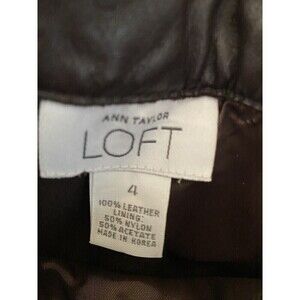 ANN TAYLOR
LOFT
4
100% LEATHER
LINING:
50% NYLON
50% ACETATE
MADE IN KOREA